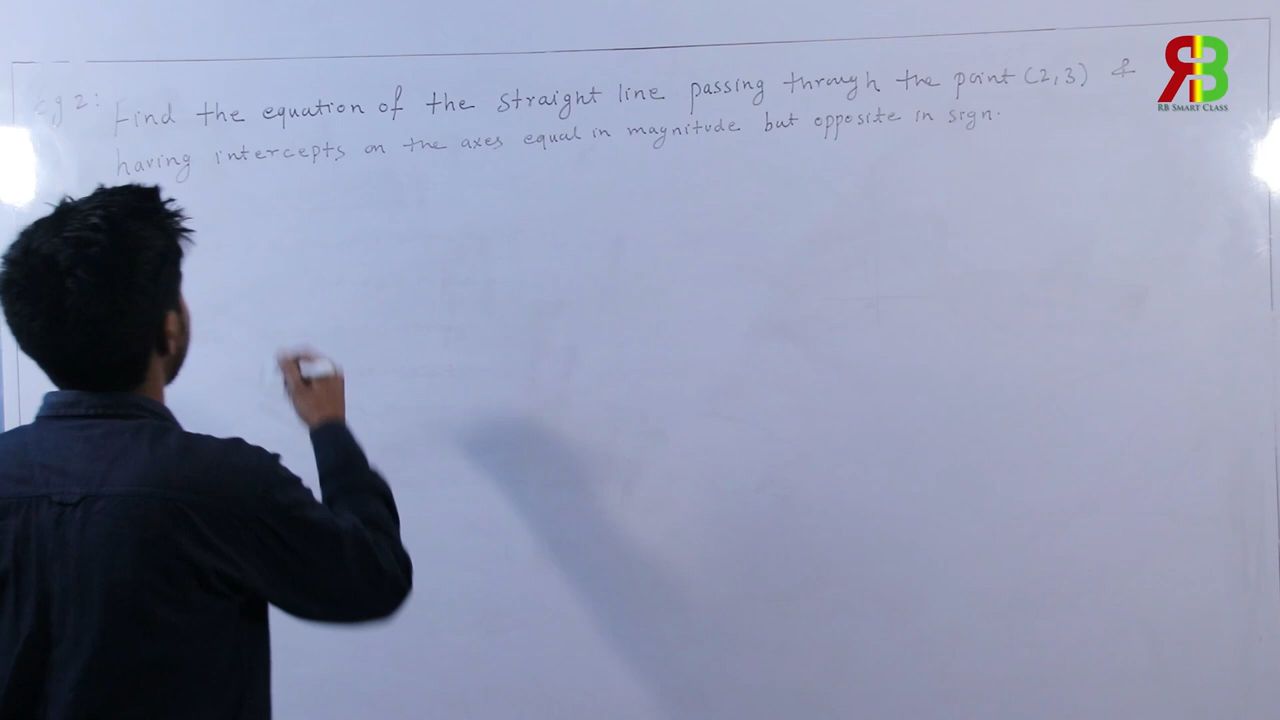 Eg 2: Find the equation of the straight line passing through the point (2,3) &
having intercepts on the axes equal in magnitude but opposite in sign.
RB
RB SMART CLASS